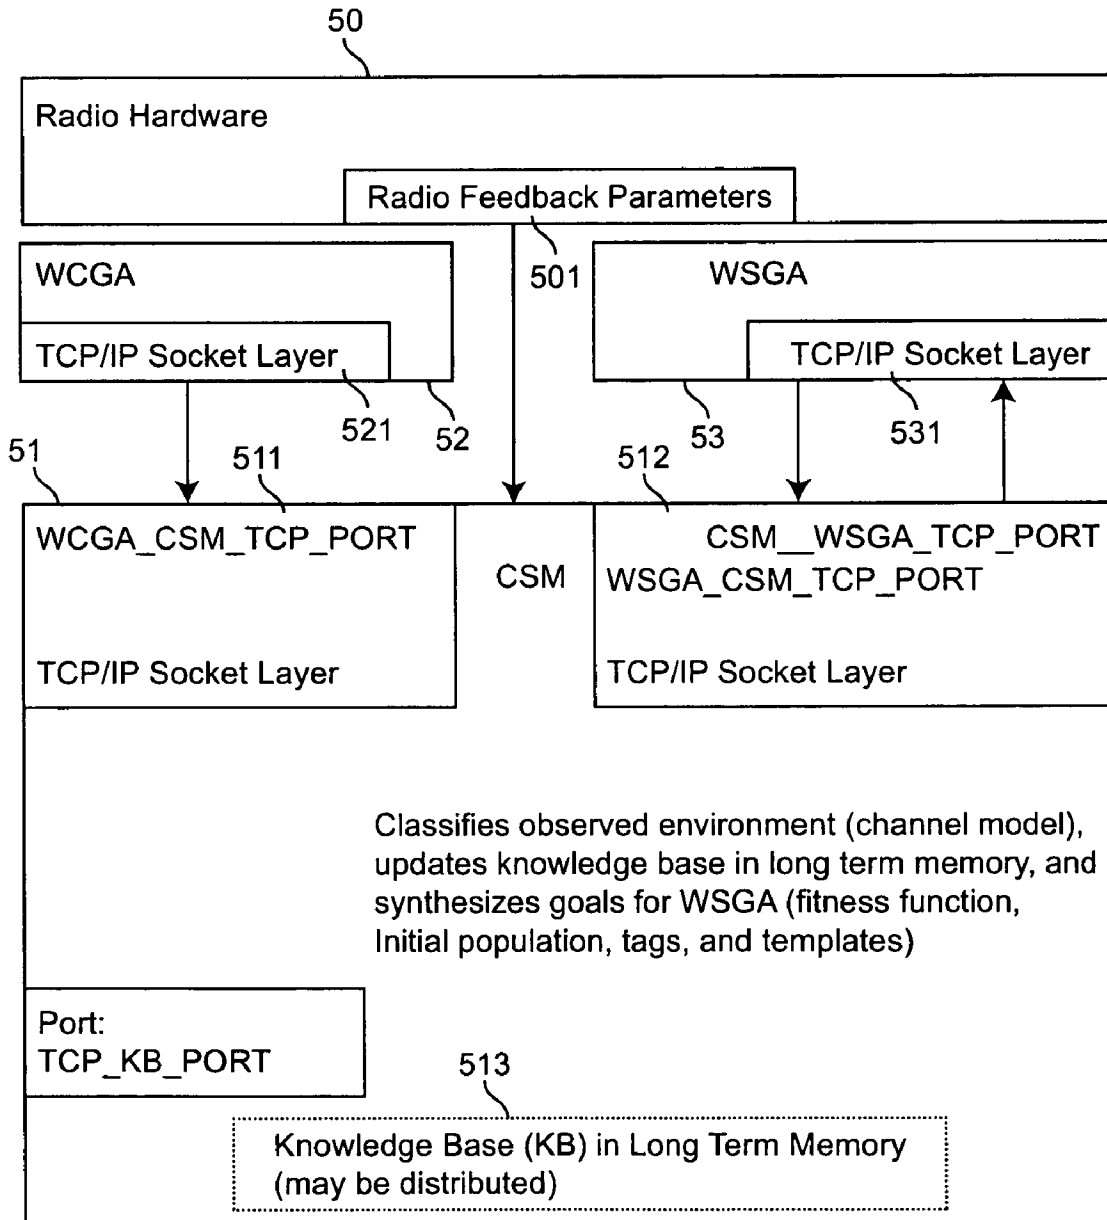 50
Radio Hardware
Radio Feedback Parameters
501
WCGA
TCP/IP Socket Layer
521
52
WSGA
TCP/IP Socket Layer
53
531
51
511
512
WCGA_CSM_TCP_PORT
TCP/IP Socket Layer
CSM
CSM__WSGA_TCP_PORT
WSGA_CSM_TCP_PORT
TCP/IP Socket Layer
Classifies observed environment (channel model),
updates knowledge base in long term memory, and
synthesizes goals for WSGA (fitness function,
Initial population, tags, and templates)
Port:
TCP_KB_PORT
513
Knowledge Base (KB) in Long Term Memory
(may be distributed)